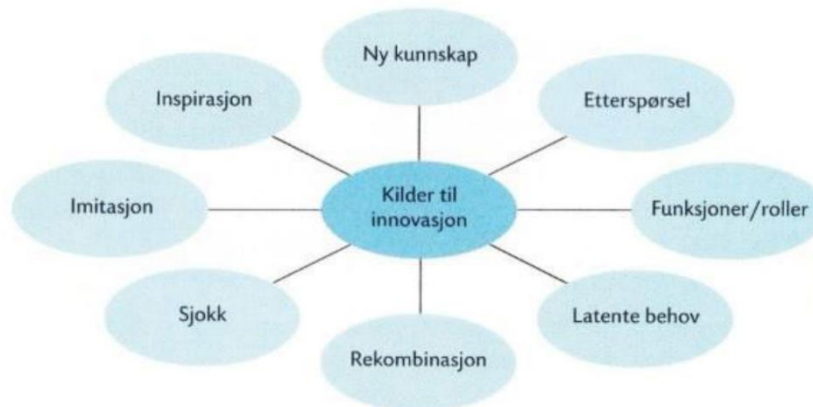 Ny kunnskap
Inspirasjon
Etterspørsel
Imitasjon
Kilder til
innovasjon
Funksjoner/roller
Sjokk
Latente behov
Rekombinasjon